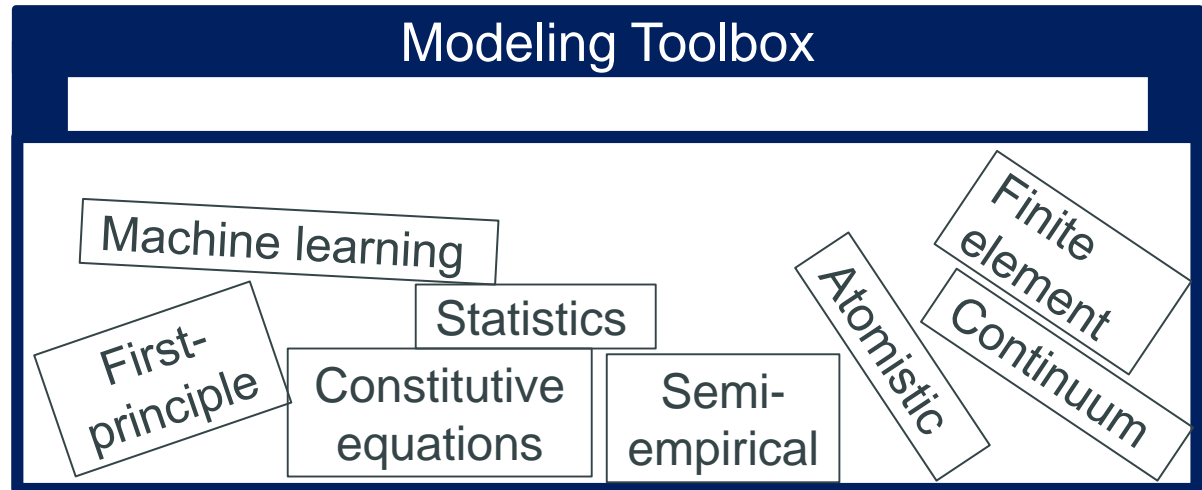 Modeling Toolbox
Machine learning
Statistics
First-
principle
Constitutive
equations
Semi-
empirical
Atomistic
Finite
element
Continuum